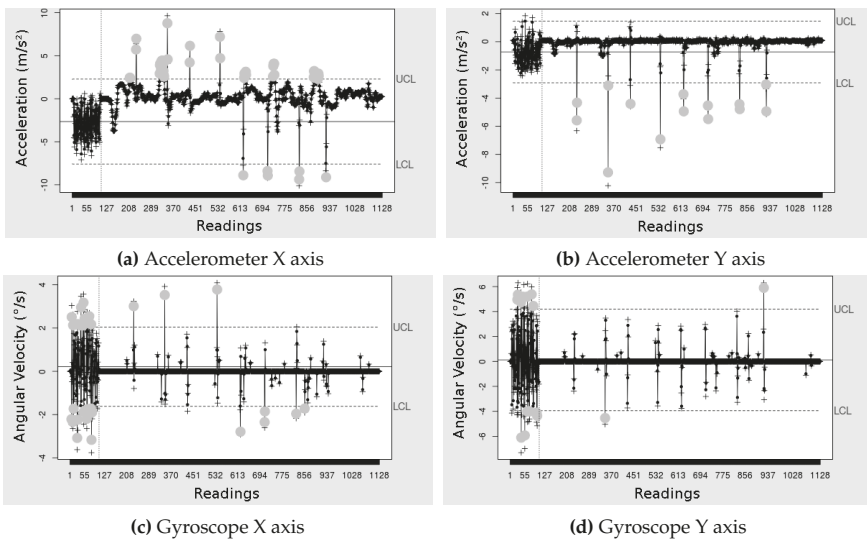 Acceleration (m/s²)
10
5
0
-5
-10
UCL
LCL
1 55 127 208 289 370 451 532 613 694 775 856 937 1028 1128
Readings
(a) Accelerometer X axis
Acceleration (m/s²)
2
0
-2
-4
-6
-8
-10
UCL
LCL
1 55 127 208 289 370 451 532 613 694 775 856 937 1028 1128
Readings
(b) Accelerometer Y axis
Angular Velocity (°/s)
4
2
0
-2
-4
UCL
LCL
1 55 127 208 289 370 451 532 613 694 775 856 937 1028 1128
Readings
(c) Gyroscope X axis
Angular Velocity (°/s)
6
4
2
0
-2
-4
-6
UCL
LCL
1 55 127 208 289 370 451 532 613 694 775 856 937 1028 1128
Readings
(d) Gyroscope Y axis